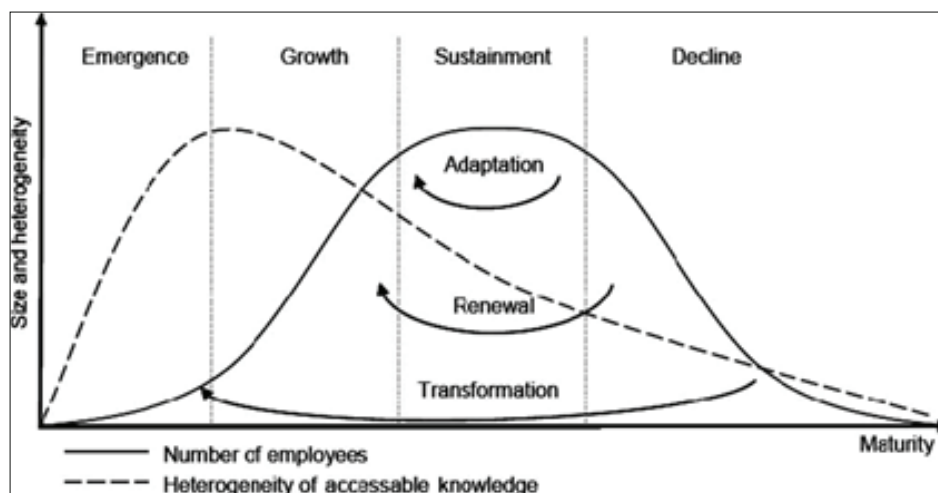 Emergence
Growth
Sustainment
Decline
Size and heterogeneity
Adaptation
Renewal
Transformation
Maturity
Number of employees
Heterogeneity of accessable knowledge